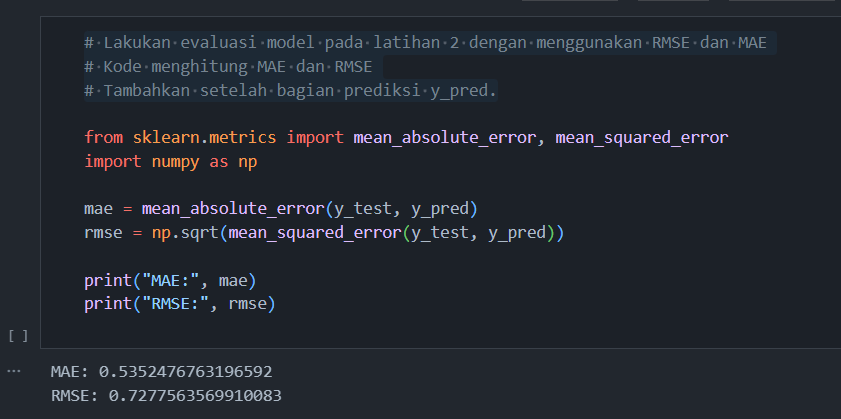 # Lakukan evaluasi model pada latihan 2 dengan menggunakan RMSE dan MAE
# Kode menghitung MAE dan RMSE
# Tambahkan setelah bagian prediksi y_pred.
from sklearn.metrics import mean_absolute_error, mean_squared_error
import numpy as np
mae = mean_absolute_error(y_test, y_pred)
rmse = np.sqrt(mean_squared_error(y_test, y_pred))
print("MAE:", mae)
print("RMSE:", rmse)
[ ]
... MAE: 0.5352476763196592
RMSE: 0.7277563569910083